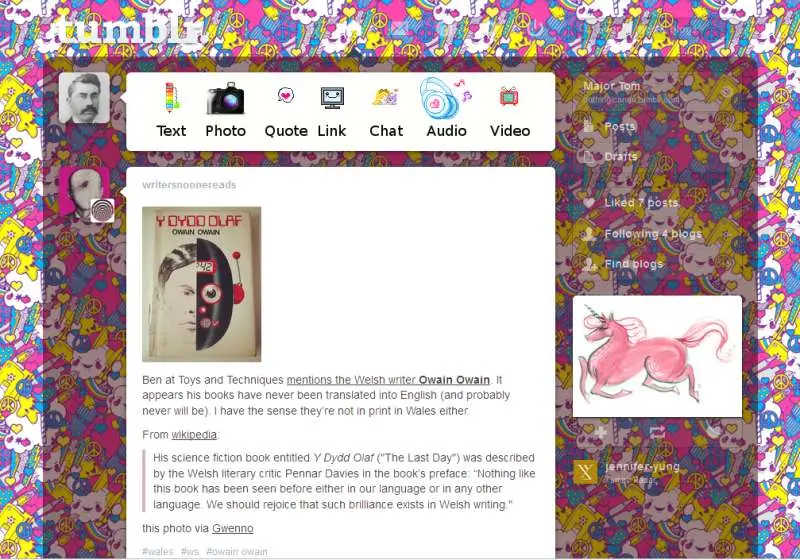 tumblr
Text Photo Quote Link Chat Audio Video
Major Tom
Posts
Drafts
Liked 7 posts
Following 4 blogs
Find blogs
writersnoonereads
Y DYDD OLAF
OWAIN OWAIN
Ben at Toys and Techniques mentions the Welsh writer Owain Owain. It
appears his books have never been translated into English (and probably
never will be). I have the sense they're not in print in Wales either.
From wikipedia:
His science fiction book entitled Y Dydd Olaf ("The Last Day") was described
by the Welsh literary critic Pennar Davies in the book's preface: “Nothing like
this book has been seen before either in our language or in any other
language. We should rejoice that such brilliance exists in Welsh writing."
this photo via Gwenno
#wales #ws #owain owain
jennifer-yung